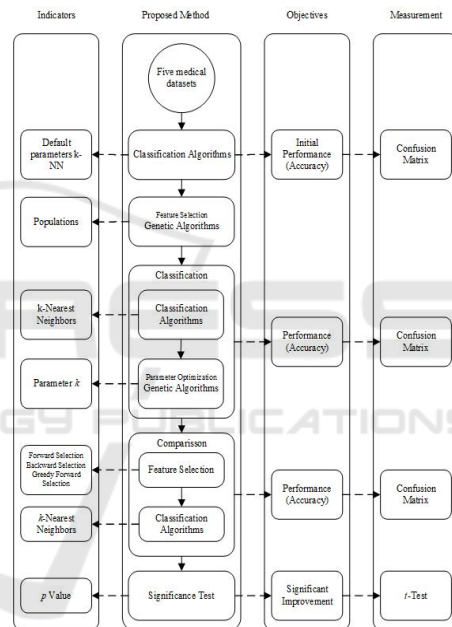 Indicators
Proposed Method
Objectives
Measurement
Five medical
datasets
Default
parameters k-
NN
Classification Algorithms
Initial
Performance
(Accuracy)
Confusion
Matrix
Populations
Feature Selection
Genetic Algorithms
Classification
k-Nearest
Neighbors
Classification
Algorithms
Performance
(Accuracy)
Confusion
Matrix
Parameter k
Parameter Optimization
Genetic Algorithms
GY PUBLICATIONS
Comparisson
Forward Selection
Backward Selection
Greedy Forward
Selection
Feature Selection
Performance
(Accuracy)
Confusion
Matrix
k-Nearest
Neighbors
Classification
Algorithms
p Value
Significance Test
Significant
Improvement
t-Test